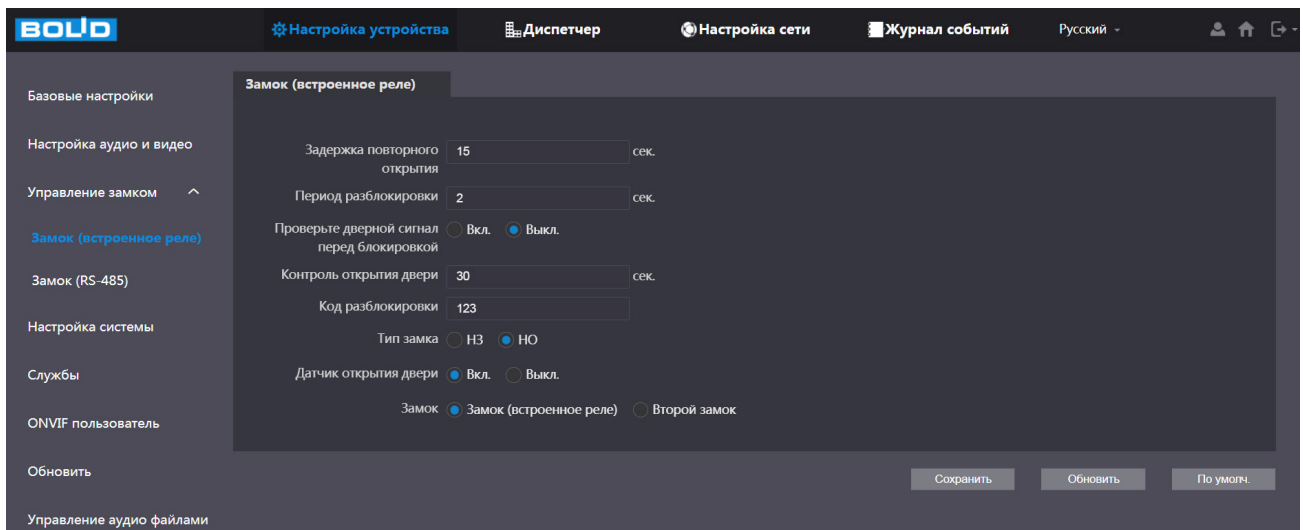 BOLID Настройка устройства Диспетчер Настройка сети Журнал событий Русский
Базовые настройки
Настройка аудио и видео
Управление замком
Замок (встроенное реле)
Замок (RS-485)
Настройка системы
Службы
ONVIF пользователь
Обновить
Управление аудио файлами
Замок (встроенное реле)
Задержка повторного
открытия
15 сек.
Период разблокировки 2 сек.
Проверьте дверной сигнал
перед блокировкой
Вкл. Выкл.
Контроль открытия двери 30 сек.
Код разблокировки 123
Тип замка НЗ НО
Датчик открытия двери Вкл. Выкл.
Замок Замок (встроенное реле) Второй замок
Сохранить Обновить По умолч.